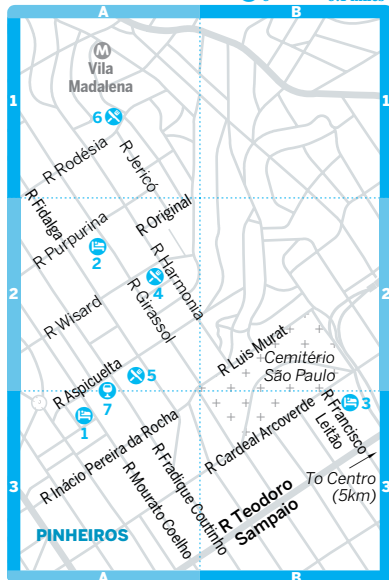 A
B
1
1
M
Vila
Madalena
6
R Rodésia
R Jericó
R Fidalga
R Purpurina
R Original
2
R Harmonia
2
2
4
R Girassol
R Wisard
R Luis Murat
Cemitério
São Paulo
5
R Aspicuelta
7
1
3
R Francisco
Leitão
R Cardeal Arcoverde
R Inácio Pereira da Rocha
To Centro
(5km)
3
3
R Fradique Coutinho
R Mourato Coelho
R Teodoro
Sampaio
PINHEIROS
A
B